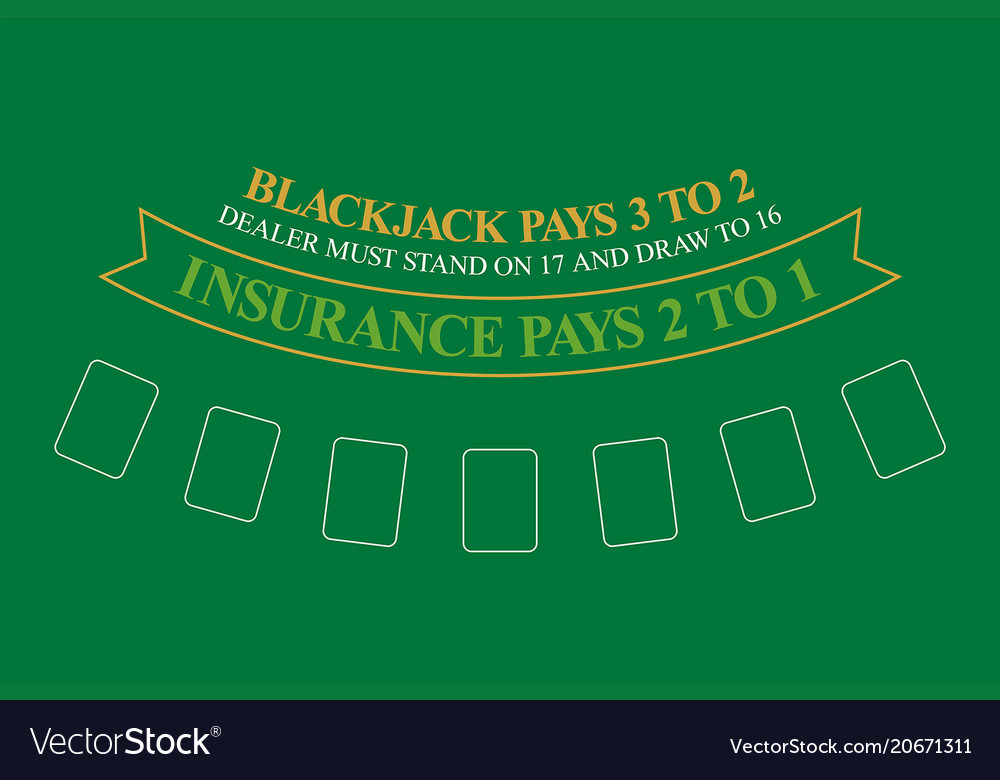 BLACKJACK PAYS 3 TO 2
DEALER MUST STAND ON 17 AND DRAW TO 16
INSURANCE PAYS 2 TO 1
VectorStock®
VectorStock.com/20671311